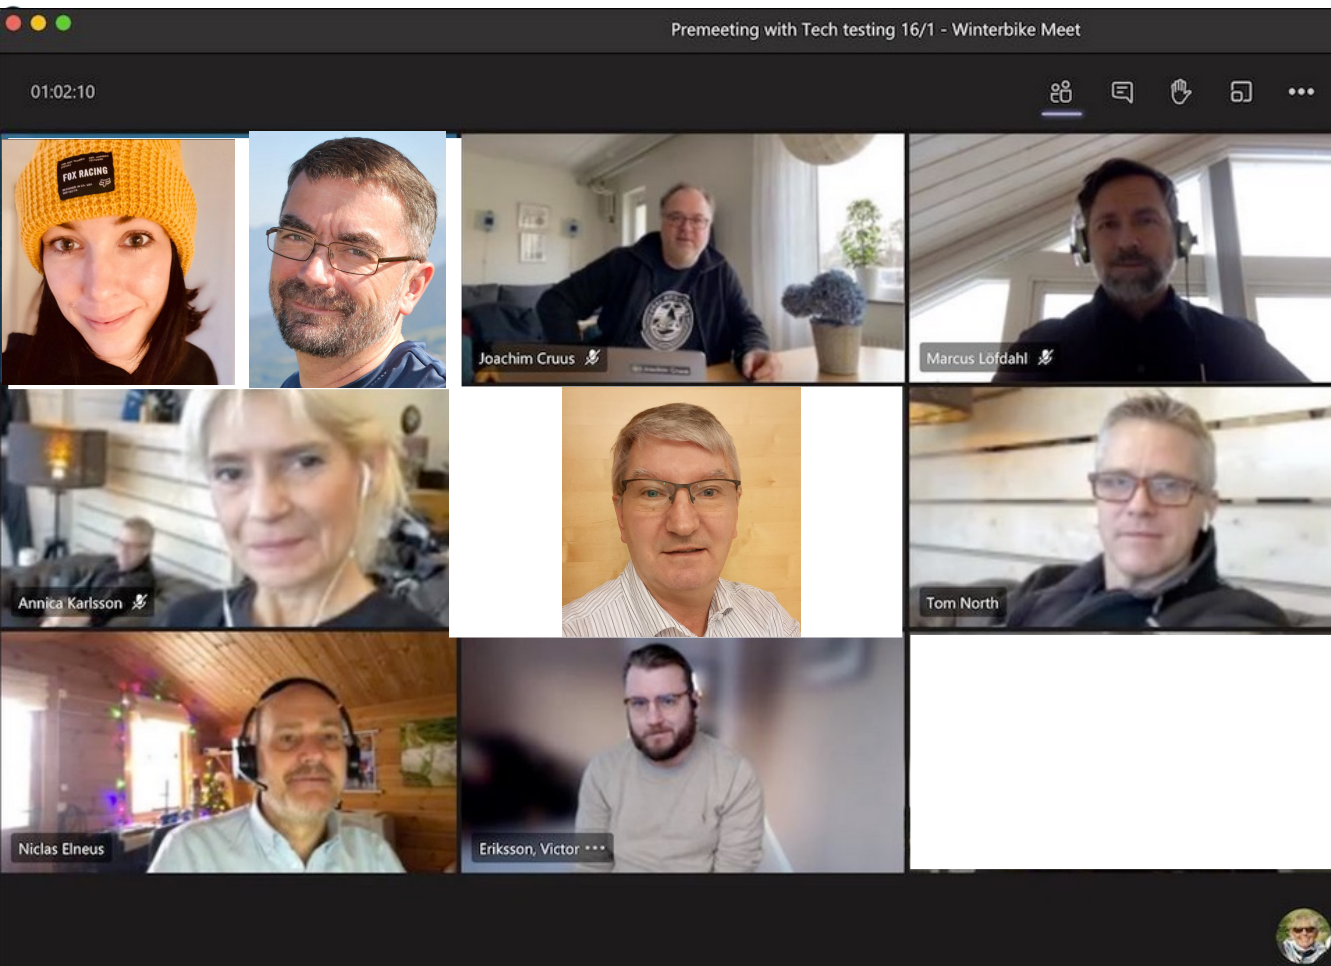 Premeeting with Tech testing 16/1 - Winterbike Meet
01:02:10
FOX RACING
Joachim Cruus
Marcus Löfdahl
Annica Karlsson
Tom North
Niclas Elneus
Eriksson, Victor